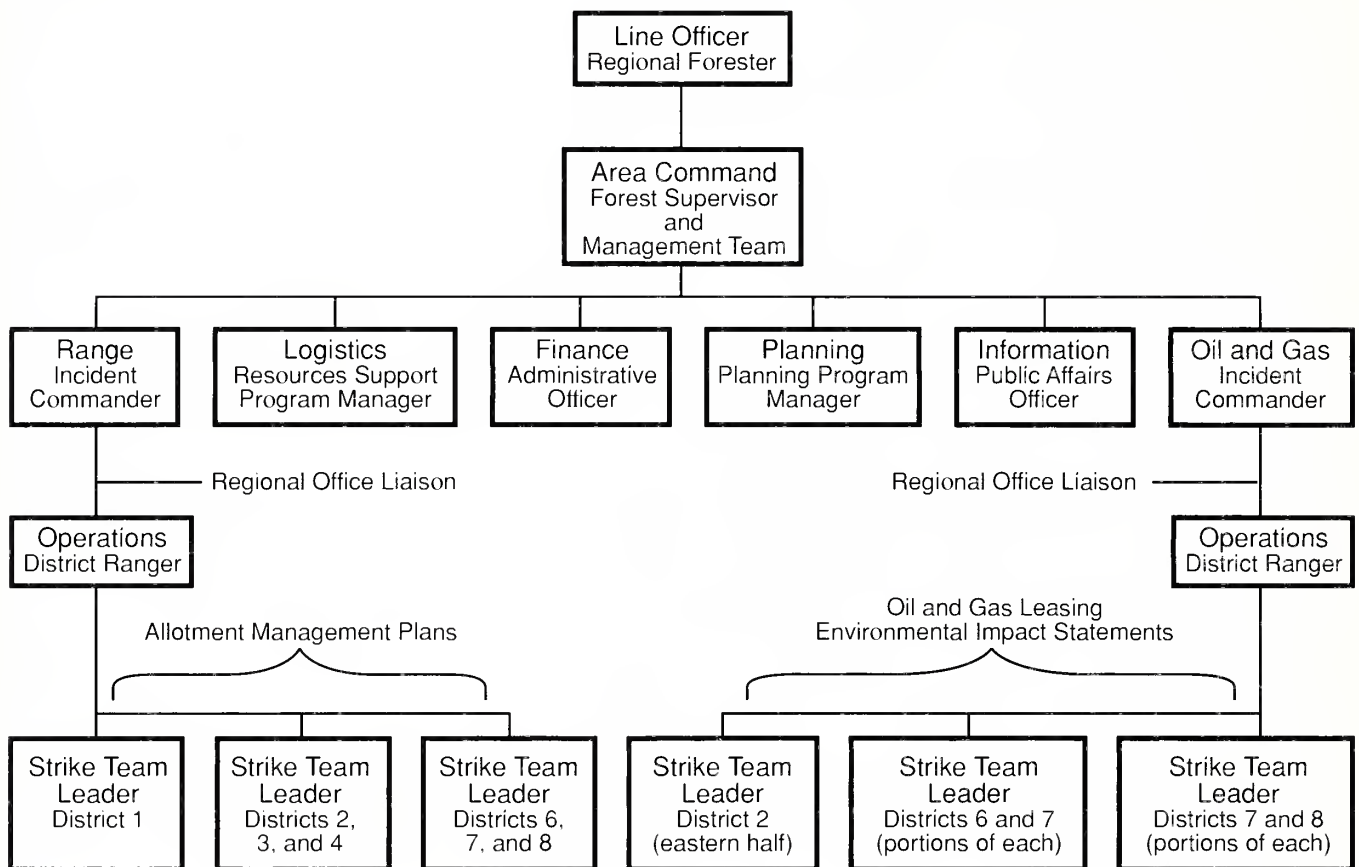 Line Officer
Regional Forester
Area Command
Forest Supervisor
and
Management Team
Range
Incident
Commander
Logistics
Resources Support
Program Manager
Finance
Administrative
Officer
Planning
Planning Program
Manager
Information
Public Affairs
Officer
Oil and Gas
Incident
Commander
Regional Office Liaison
Regional Office Liaison
Operations
District Ranger
Operations
District Ranger
Allotment Management Plans
Oil and Gas Leasing
Environmental Impact Statements
Strike Team
Leader
District 1
Strike Team
Leader
Districts 2,
3, and 4
Strike Team
Leader
Districts 6,
7, and 8
Strike Team
Leader
District 2
(eastern half)
Strike Team
Leader
Districts 6 and 7
(portions of each)
Strike Team
Leader
Districts 7 and 8
(portions of each)